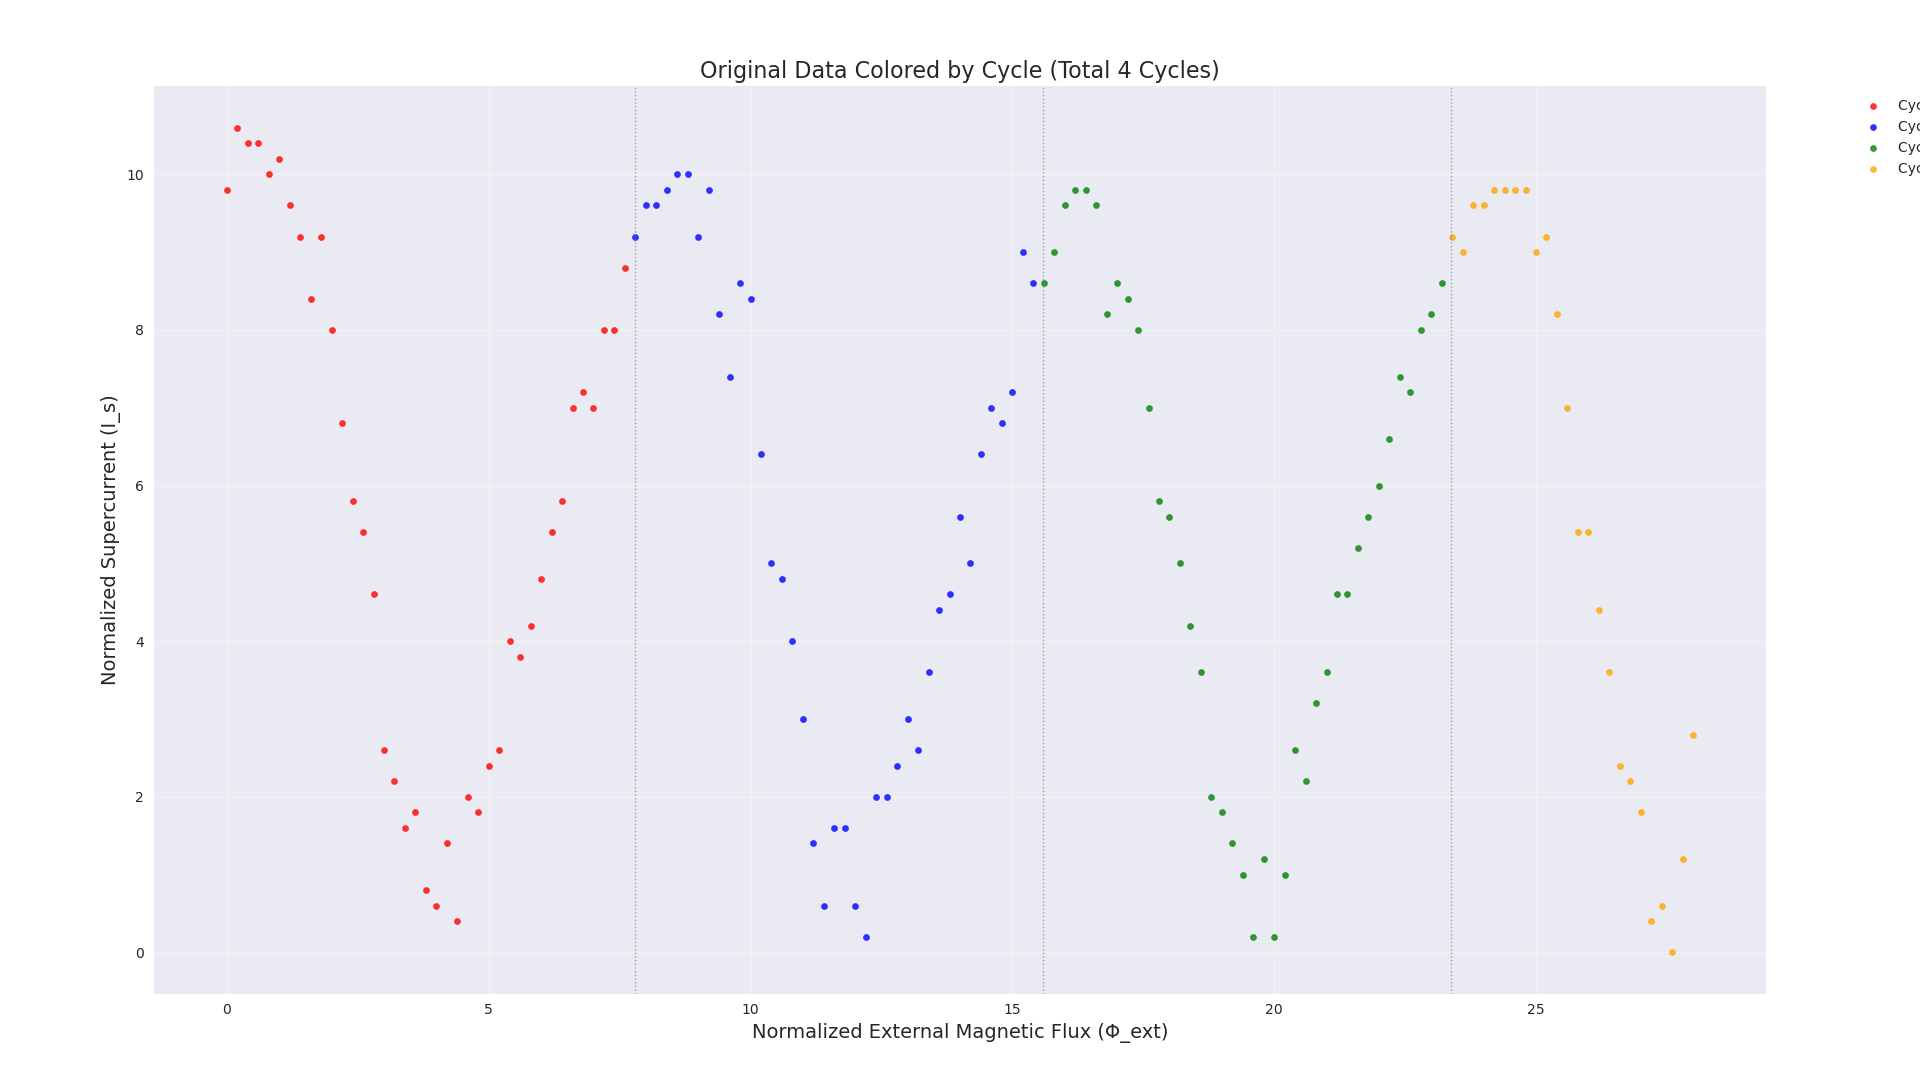 Original Data Colored by Cycle (Total 4 Cycles)
Normalized Supercurrent (I_s)
10
8
6
4
2
0
0
5
10
15
20
25
Normalized External Magnetic Flux (Φ_ext)
Cyc
Cyc
Cyc
Cyc